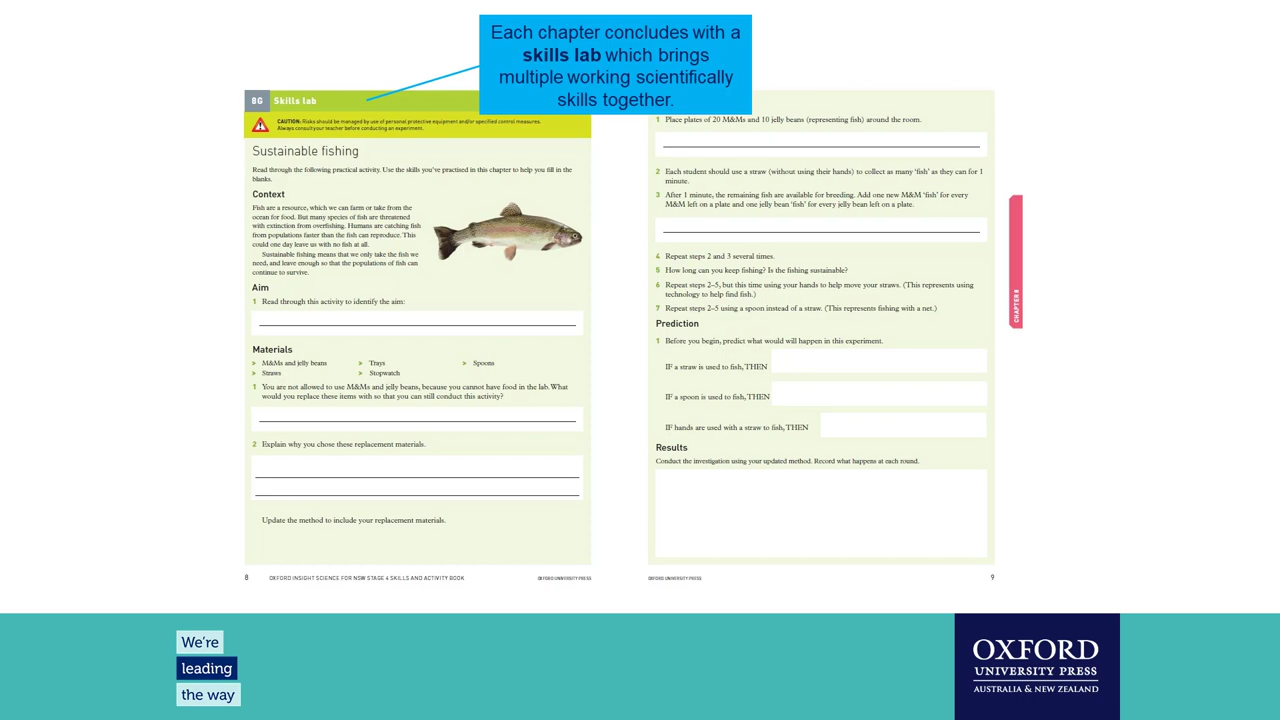 Each chapter concludes with a
skills lab which brings
multiple working scientifically
skills together.
8G Skills lab
CAUTION: Risks should be managed by use of personal protective equipment and/or specified control measures.
Always consult your teacher before conducting an experiment.
Sustainable fishing
Read through the following practical activity. Use the skills you've practised in this chapter to help you fill in the
blanks.
Context
Fish are a resource, which we can farm or take from the
ocean for food. But many species of fish are threatened
with extinction from overfishing. Humans are catching fish
from populations faster than the fish can reproduce. This
could one day leave us with no fish at all.
Sustainable fishing means that we only take the fish we
need, and leave enough so that the populations of fish can
continue to survive.
Aim
1 Read through this activity to identify the aim:
Materials
> M&Ms and jelly beans > Trays > Spoons
> Straws > Stopwatch
1 You are not allowed to use M&Ms and jelly beans, because you cannot have food in the lab. What
would you replace these items with so that you can still conduct this activity?
2 Explain why you chose these replacement materials.
Update the method to include your replacement materials.
8 OXFORD INSIGHT SCIENCE FOR NSW STAGE 4 SKILLS AND ACTIVITY BOOK OXFORD UNIVERSITY PRESS
1 Place plates of 20 M&Ms and 10 jelly beans (representing fish) around the room.
2 Each student should use a straw (without using their hands) to collect as many 'fish' as they can for 1
minute.
3 After 1 minute, the remaining fish are available for breeding. Add one new M&M 'fish' for every
M&M left on a plate and one jelly bean 'fish' for every jelly bean left on a plate.
4 Repeat steps 2 and 3 several times.
5 How long can you keep fishing? Is the fishing sustainable?
6 Repeat steps 2–5, but this time using your hands to help move your straws. (This represents using
technology to help find fish.)
7 Repeat steps 2–5 using a spoon instead of a straw. (This represents fishing with a net.)
Prediction
1 Before you begin, predict what would will happen in this experiment.
IF a straw is used to fish, THEN
IF a spoon is used to fish, THEN
IF hands are used with a straw to fish, THEN
Results
Conduct the investigation using your updated method. Record what happens at each round.
OXFORD UNIVERSITY PRESS 9
CHAPTER 8
We're
leading
the way
OXFORD
UNIVERSITY PRESS
AUSTRALIA & NEW ZEALAND